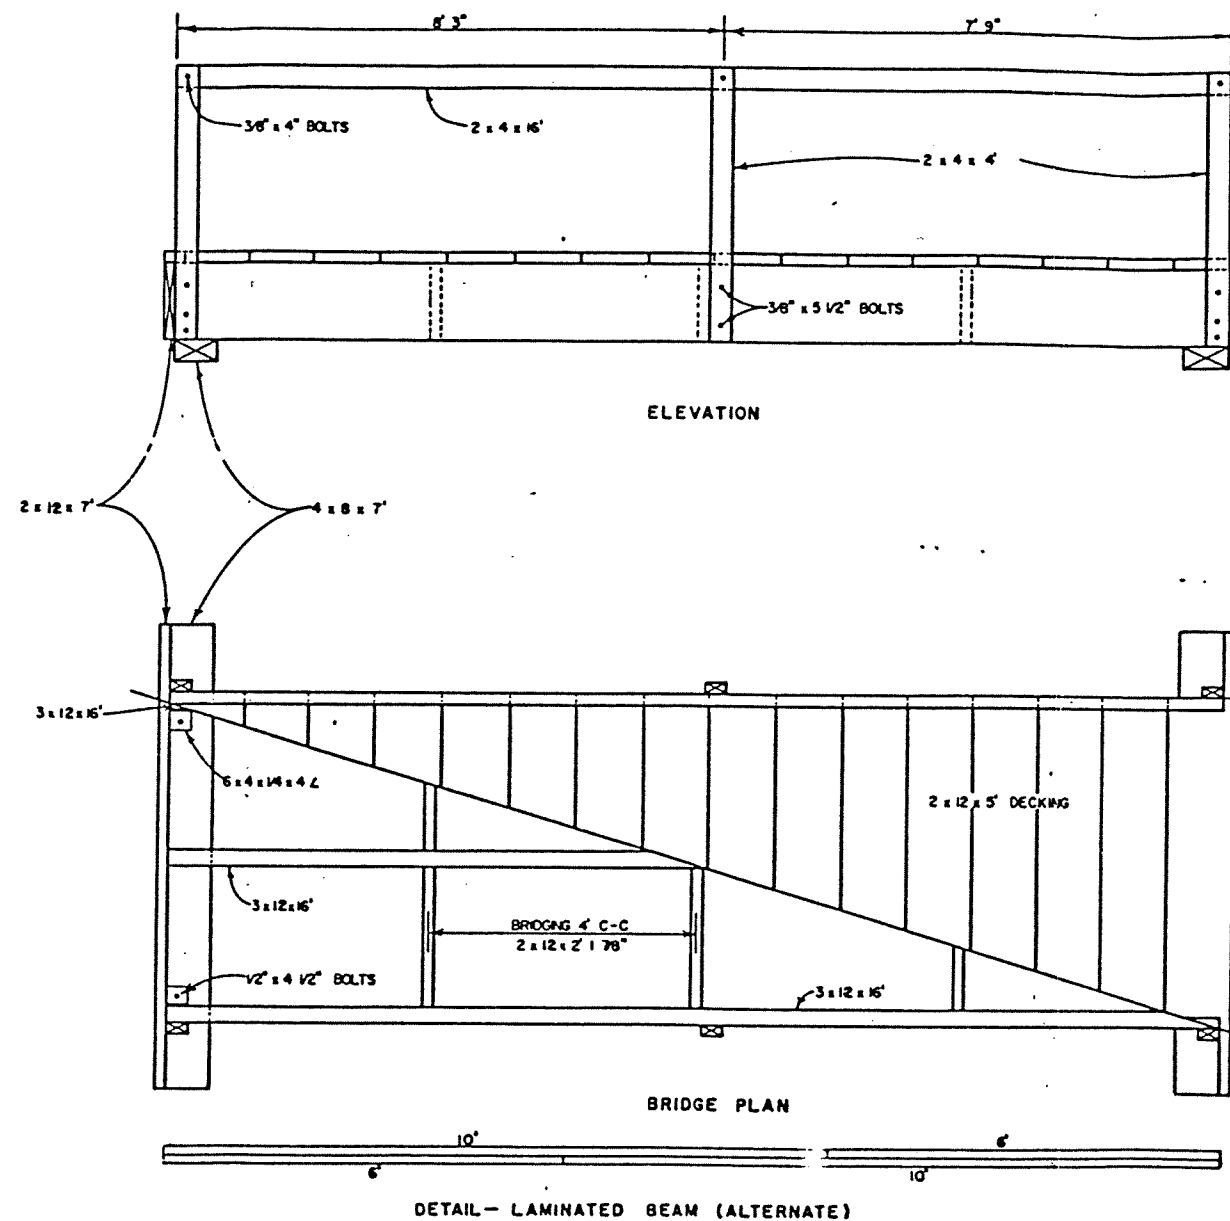 8' 3"
7' 9"
3/8" x 4" BOLTS
2 x 4 x 16'
2 x 4 x 4'
3/8" x 5 1/2" BOLTS
ELEVATION
2 x 12 x 7'
4 x 8 x 7'
3 x 12 x 16'
6 x 4 x 1/4 x 4 L
2 x 12 x 5' DECKING
3 x 12 x 16'
BRIDGING 4' C-C
2 x 12 x 2' 1 7/8"
1/2" x 4 1/2" BOLTS
3 x 12 x 16'
BRIDGE PLAN
10'
6'
6'
10'
DETAIL — LAMINATED BEAM (ALTERNATE)